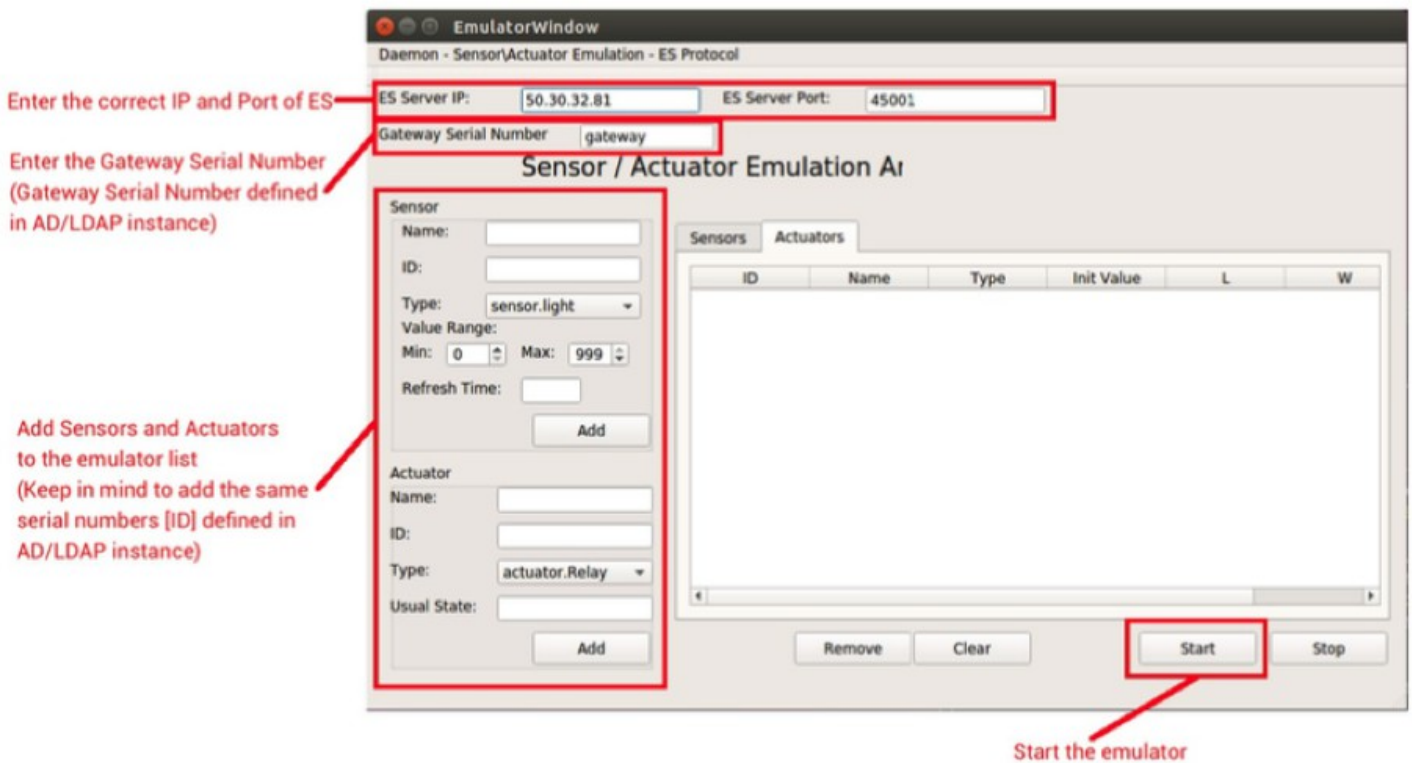 EmulatorWindow
Daemon - Sensor\Actuator Emulation - ES Protocol
Enter the correct IP and Port of ES
ES Server IP: 50.30.32.81 ES Server Port: 45001
Gateway Serial Number gateway
Enter the Gateway Serial Number
(Gateway Serial Number defined
in AD/LDAP instance)
Sensor / Actuator Emulation Ar
Sensor
Name:
ID:
Type: sensor.light
Value Range:
Min: 0 Max: 999
Refresh Time:
Add
Sensors Actuators
ID Name Type Init Value L W
Add Sensors and Actuators
to the emulator list
(Keep in mind to add the same
serial numbers [ID] defined in
AD/LDAP instance)
Actuator
Name:
ID:
Type: actuator.Relay
Usual State:
Add
Remove Clear Start Stop
Start the emulator